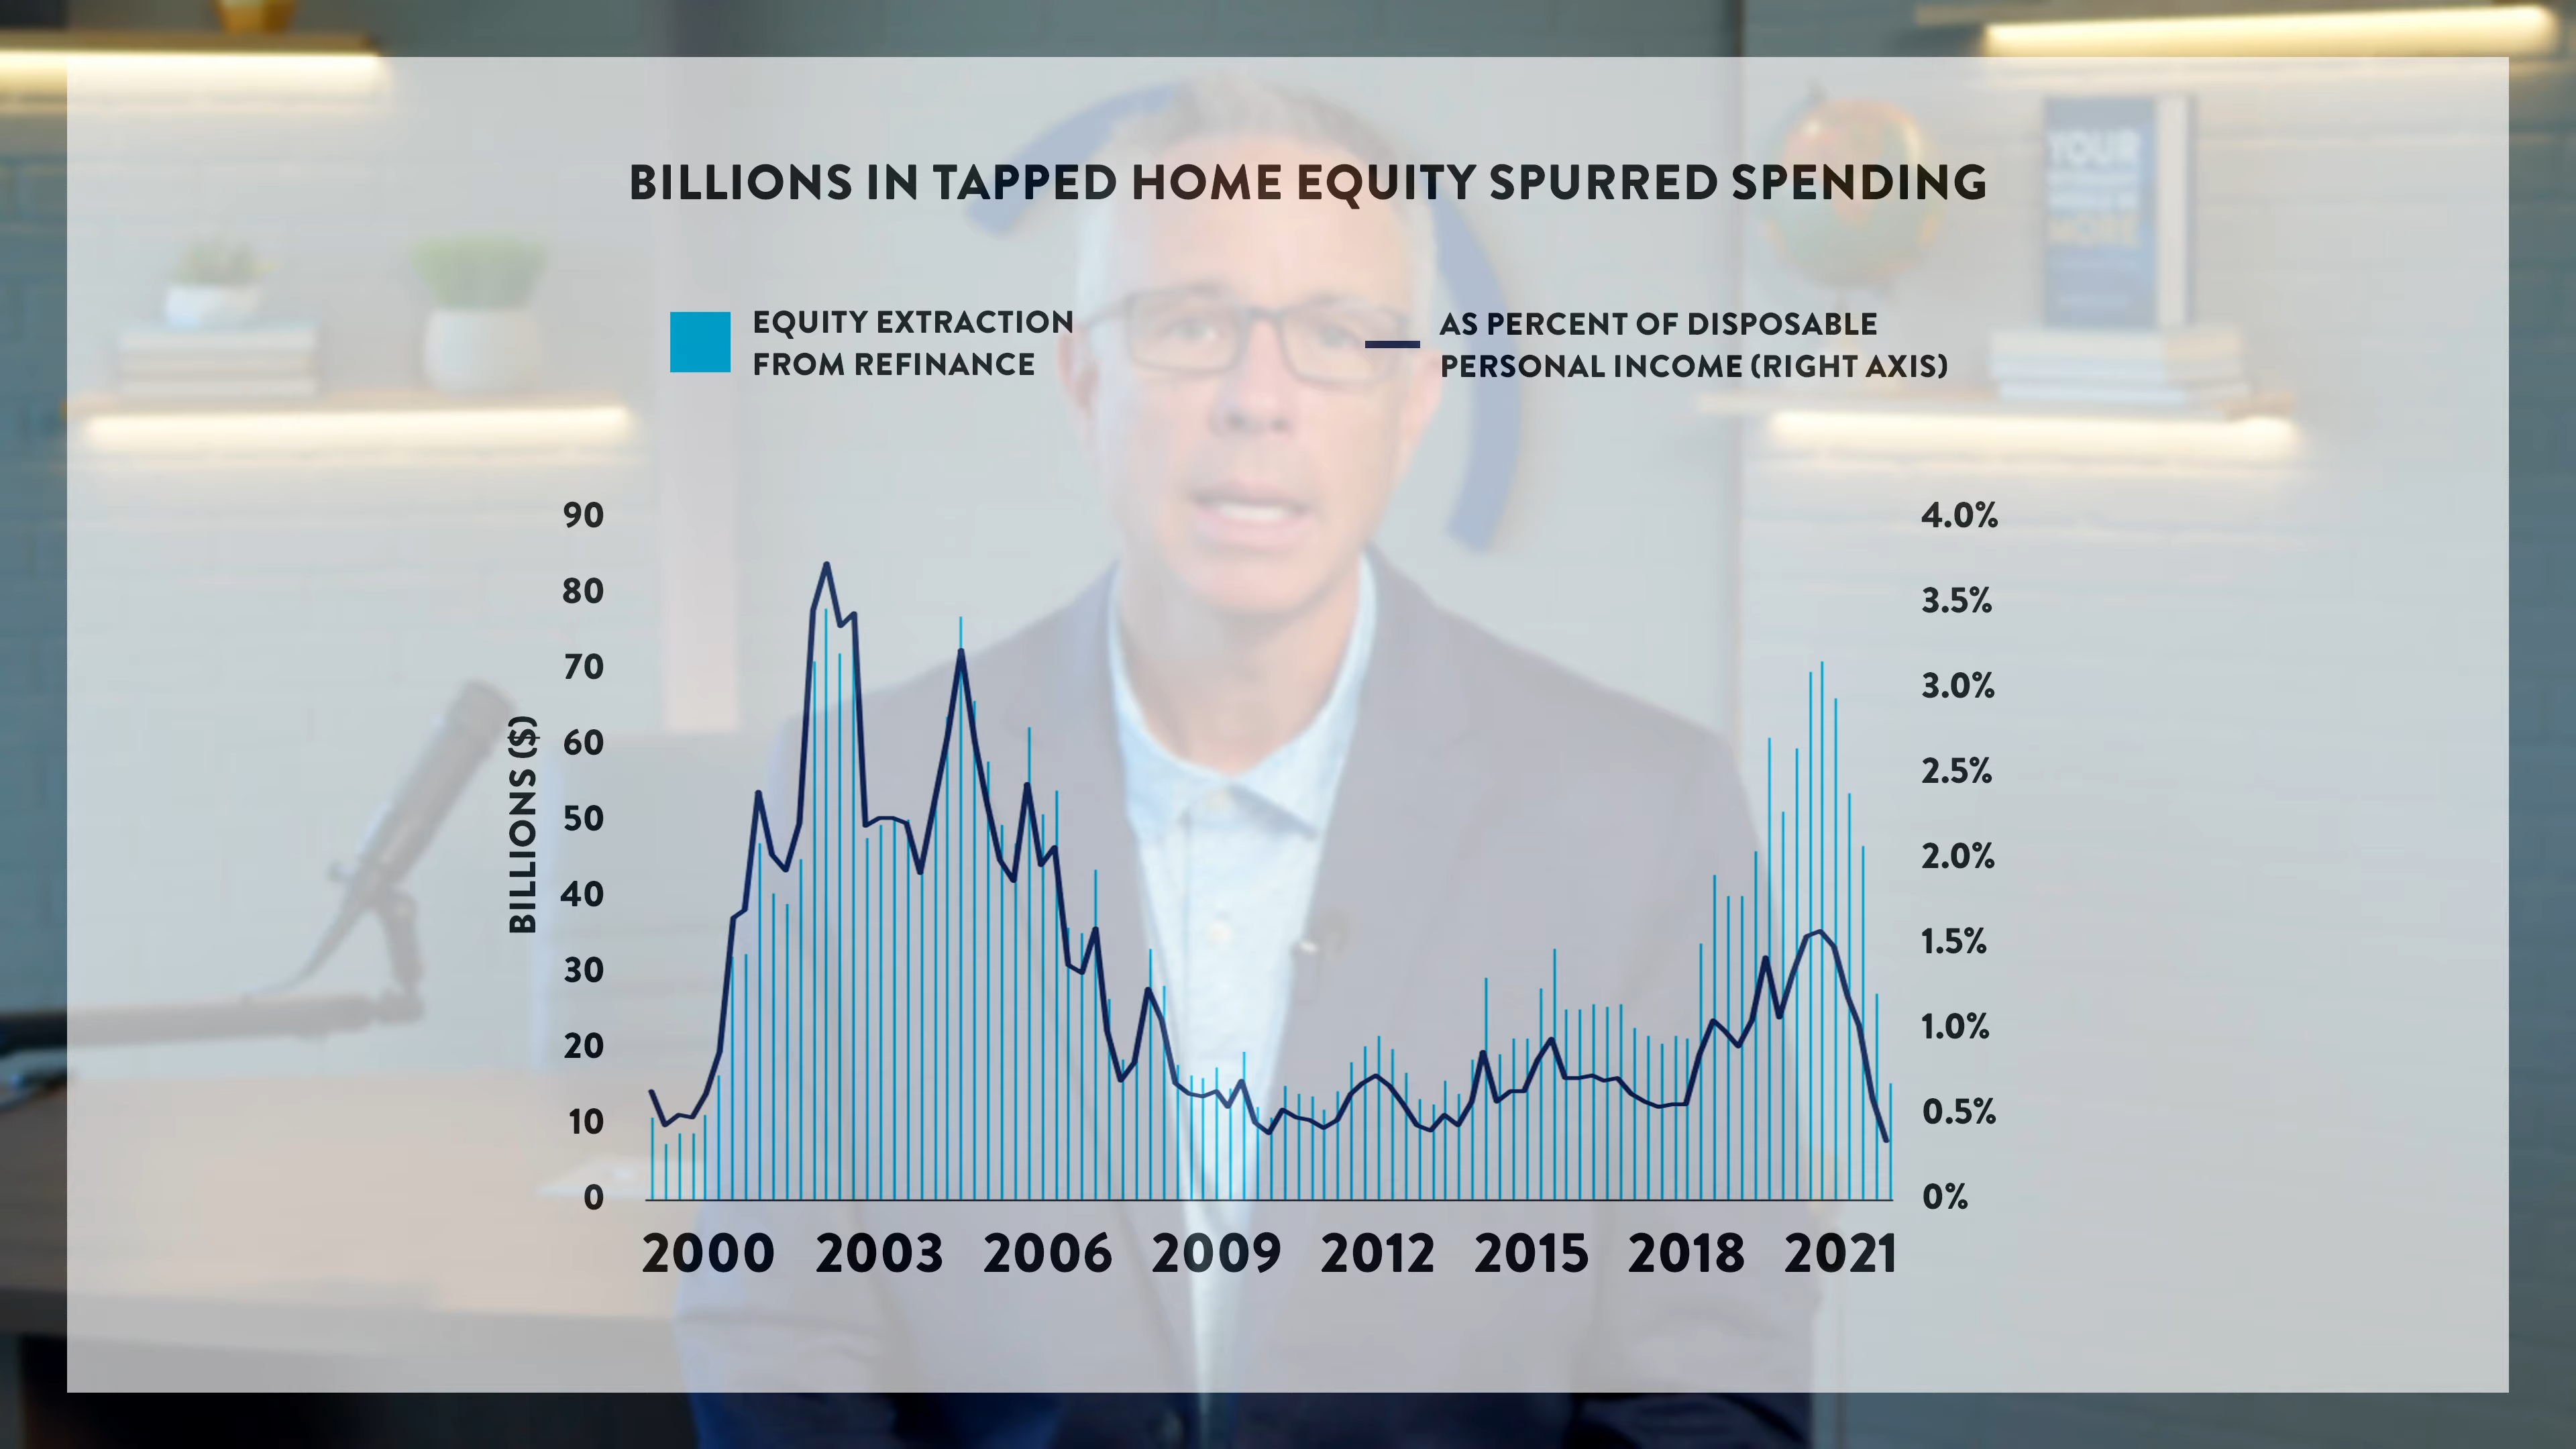 BILLIONS IN TAPPED HOME EQUITY SPURRED SPENDING
EQUITY EXTRACTION
FROM REFINANCE
AS PERCENT OF DISPOSABLE
PERSONAL INCOME (RIGHT AXIS)
BILLIONS ($)
90
80
70
60
50
40
30
20
10
0
4.0%
3.5%
3.0%
2.5%
2.0%
1.5%
1.0%
0.5%
0%
2000 2003 2006 2009 2012 2015 2018 2021
YOUR
MORE